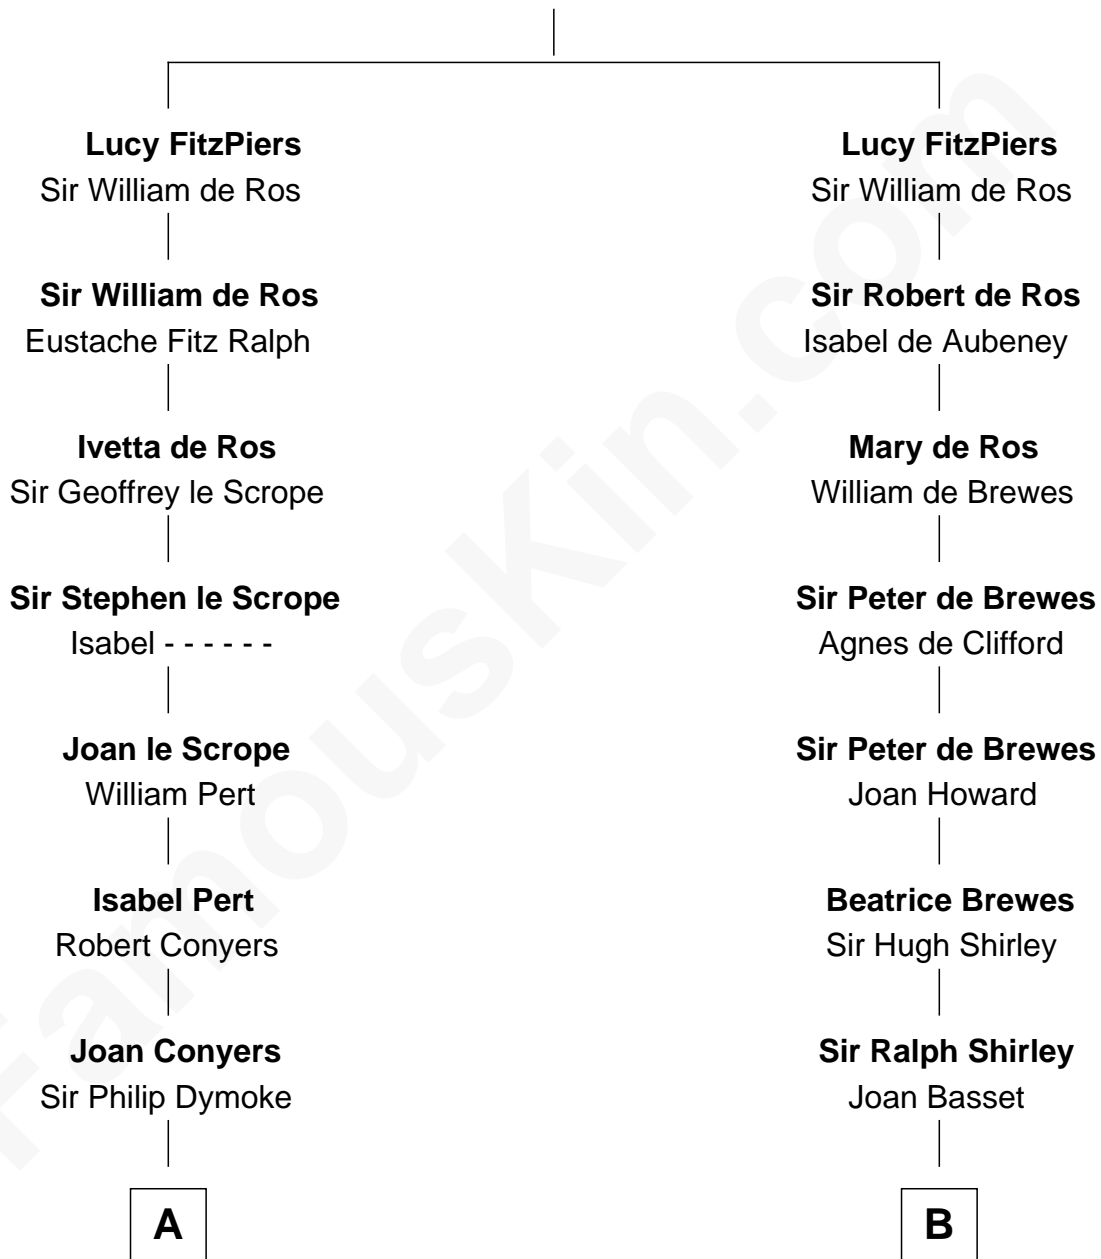 Lucy FitzPiers
Sir William de Ros
Sir William de Ros
Eustache Fitz Ralph
Ivetta de Ros
Sir Geoffrey le Scrope
Sir Stephen le Scrope
Isabel - - - - - -
Joan le Scrope
William Pert
Isabel Pert
Robert Conyers
Joan Conyers
Sir Philip Dymoke
A
Lucy FitzPiers
Sir William de Ros
Sir Robert de Ros
Isabel de Aubeney
Mary de Ros
William de Brewes
Sir Peter de Brewes
Agnes de Clifford
Sir Peter de Brewes
Joan Howard
Beatrice Brewes
Sir Hugh Shirley
Sir Ralph Shirley
Joan Basset
B
FamousKin.com